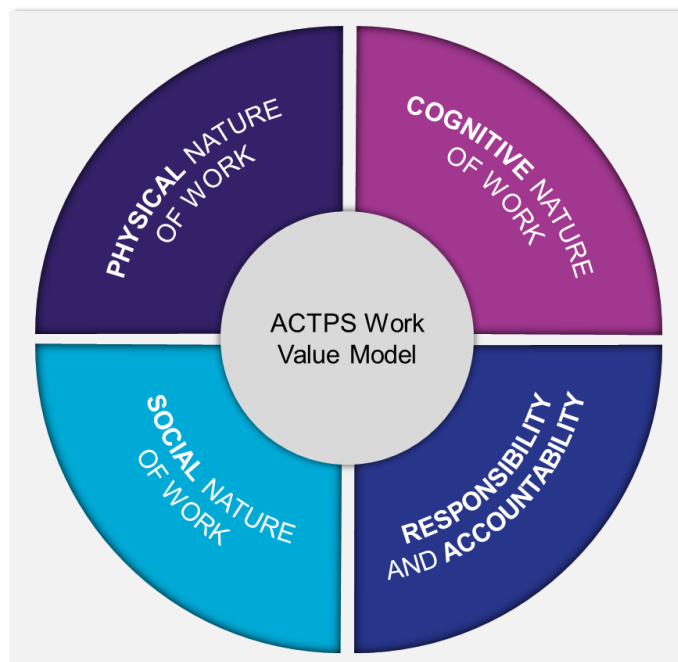 PHYSICAL NATURE
OF WORK
COGNITIVE NATURE
OF WORK
ACTPS Work
Value Model
SOCIAL NATURE
OF WORK
RESPONSIBILITY
AND ACCOUNTABILITY